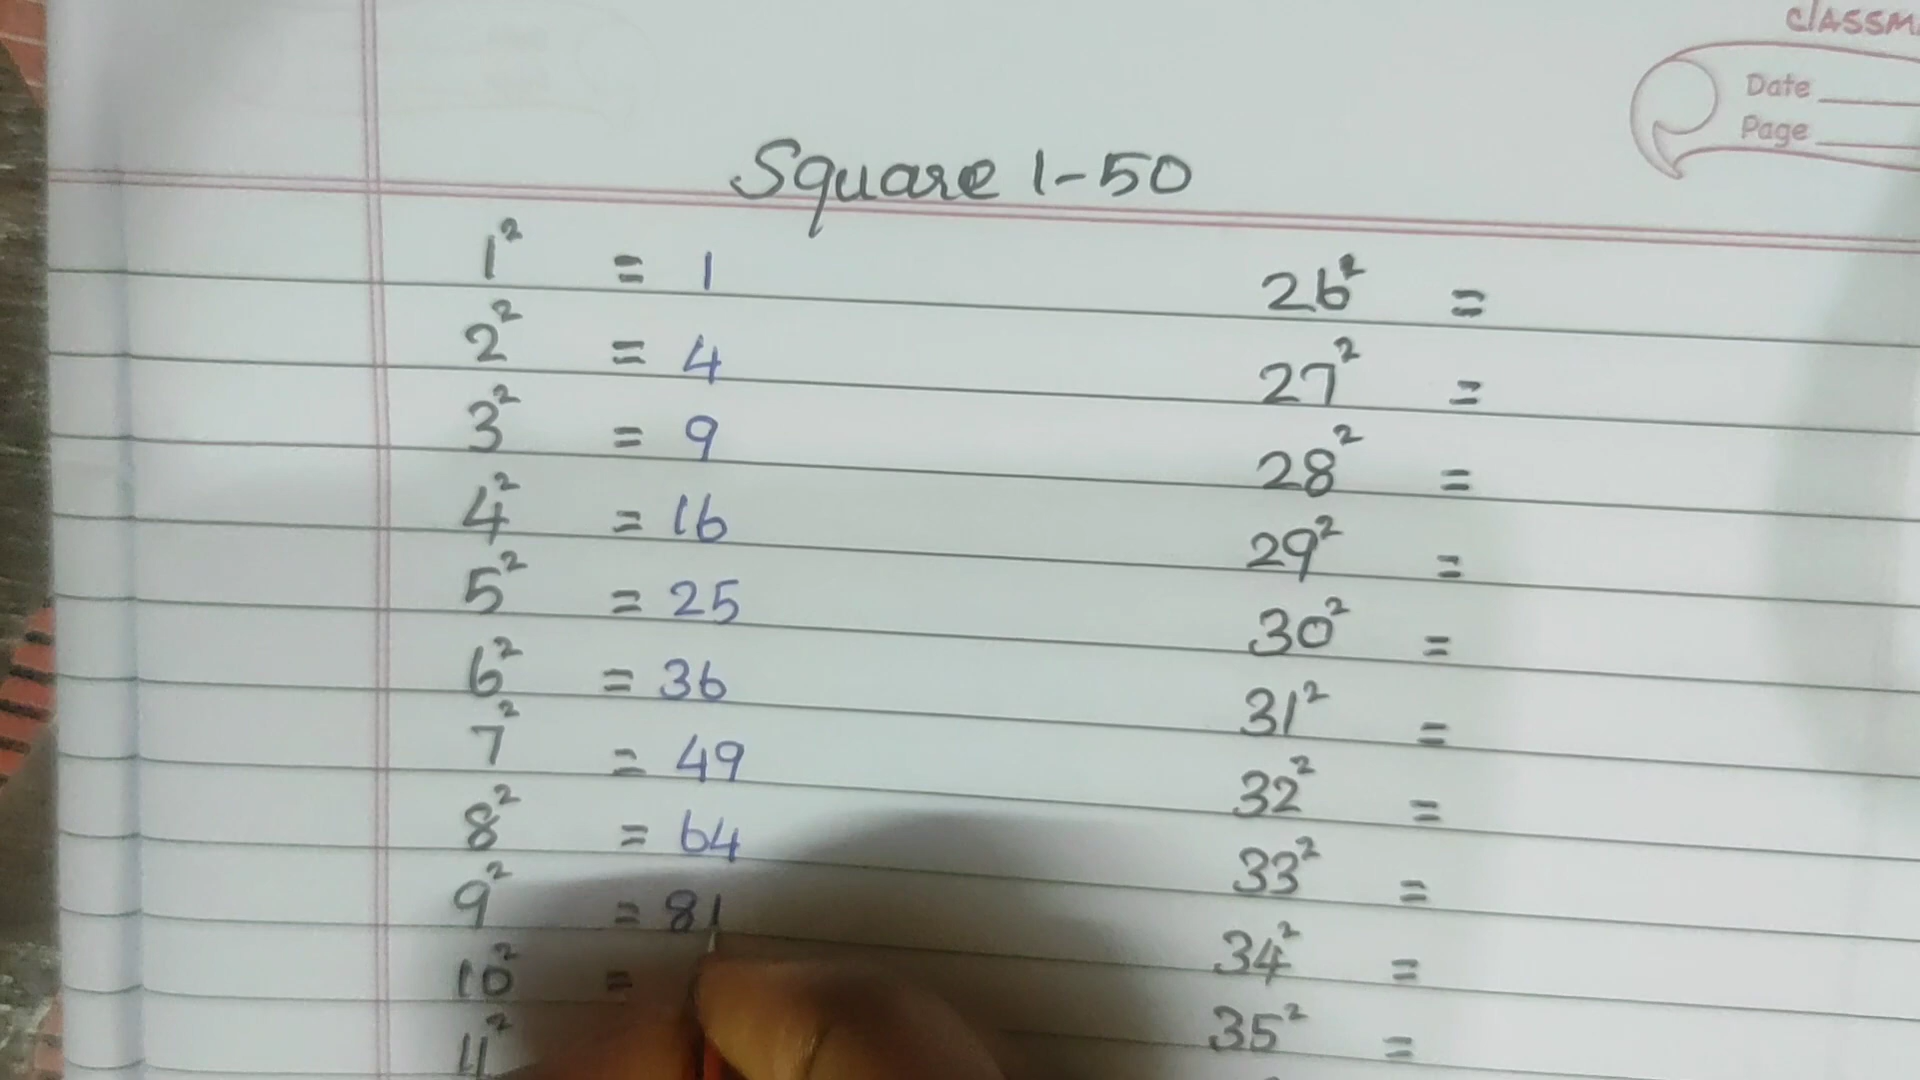 CLASSM
Date
Page
Square 1-50
1² = 1
2² = 4
3² = 9
4² = 16
5² = 25
6² = 36
7² = 49
8² = 64
9² = 81
10² =
11²
26² =
27² =
28² =
29² =
30² =
31² =
32² =
33² =
34² =
35² =